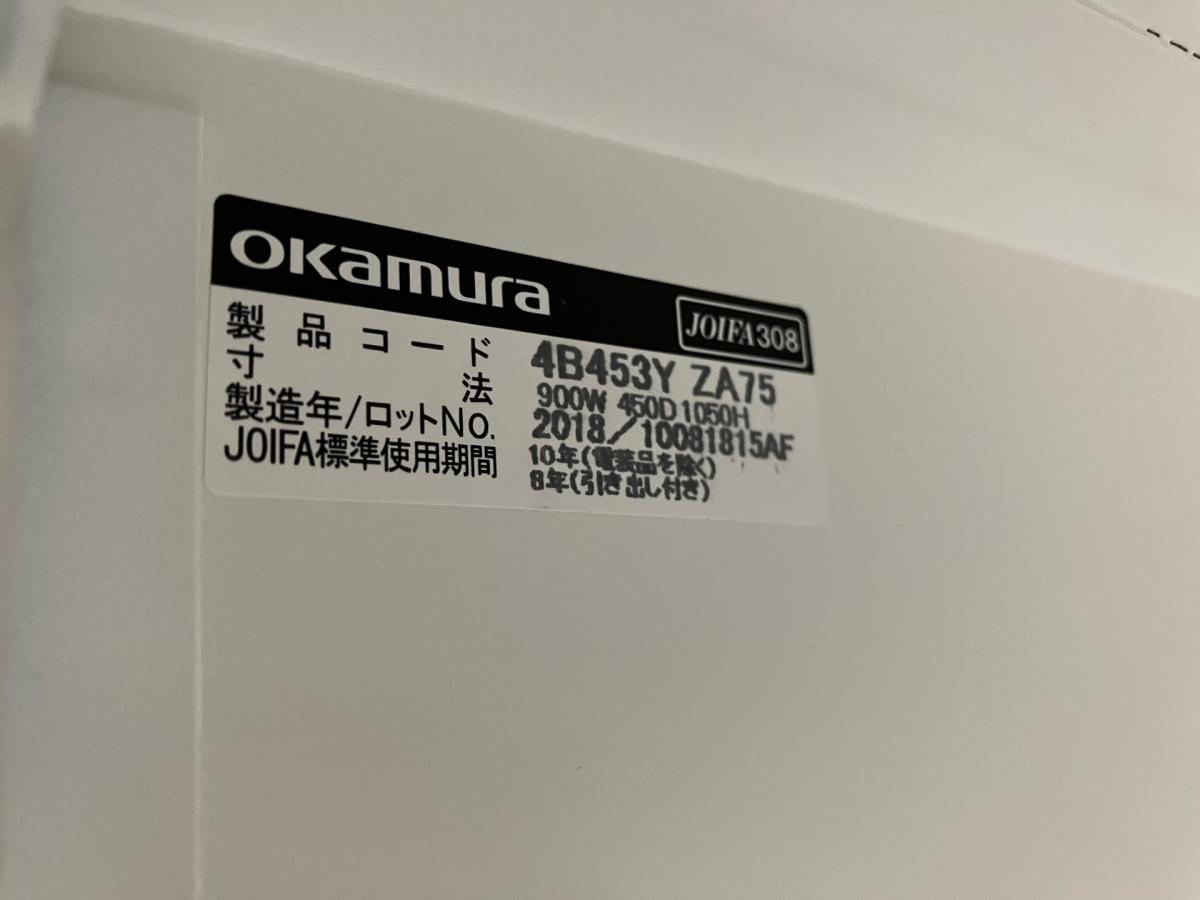 OKamura
JOIFA308
製品コード 4B453Y ZA75
寸法 900W 450D 1050H
製造年/ロットNO. 2018/10081815AF
JOIFA標準使用期間 10年(電装品を除く)
8年(引き出し付き)